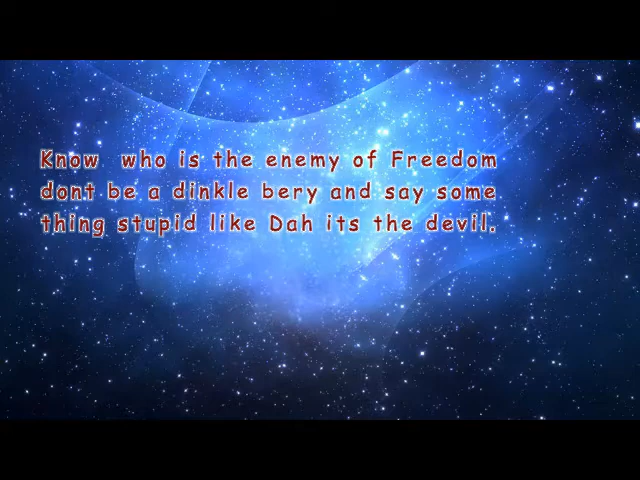 Know who is the enemy of Freedom
dont be a dinkle bery and say some
thing stupid like Dah its the devil.